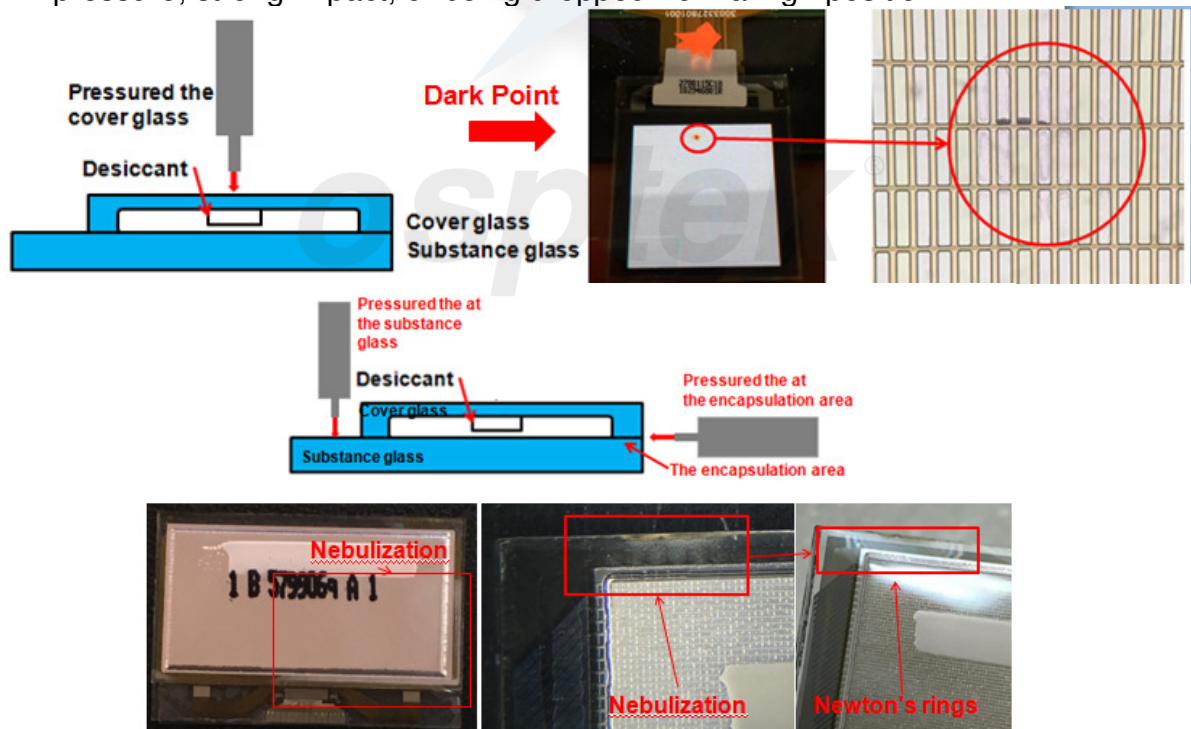 Pressured the
cover glass
Desiccant
Cover glass
Substance glass
Dark Point
osptek
Pressured the at
the substance
glass
Desiccant
Cover glass
Substance glass
Pressured the at
the encapsulation area
The encapsulation area
Nebulization
Nebulization
Newton's rings